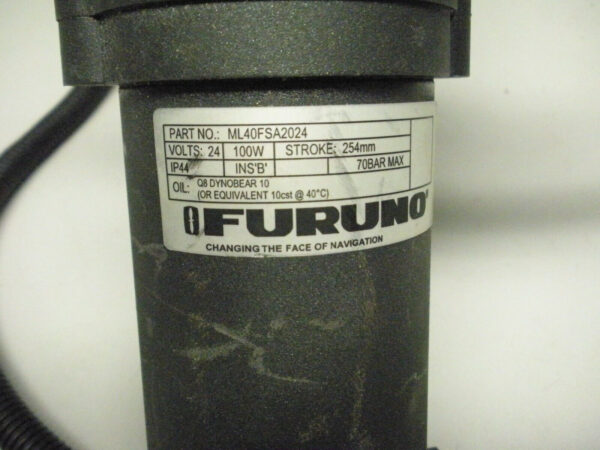 PART NO.: ML40FSA2024
VOLTS: 24 100W STROKE: 254mm
IP44 INS'B' 70BAR MAX
OIL: Q8 DYNOBEAR 10
(OR EQUIVALENT 10cst @ 40°C)
FURUNO
CHANGING THE FACE OF NAVIGATION